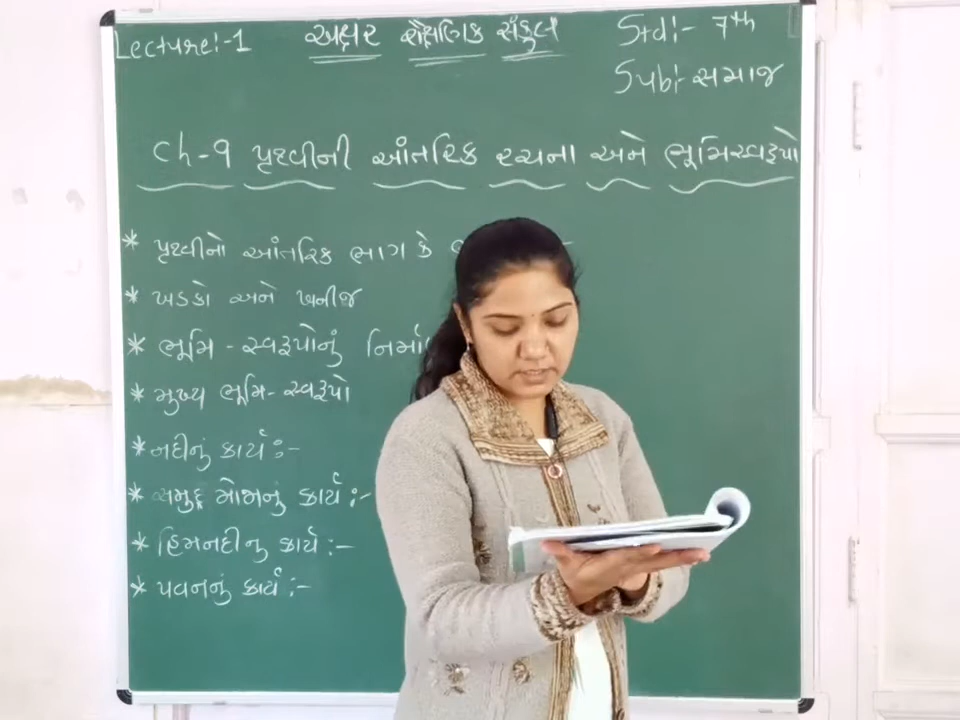 Lecture:-1 અક્ષર શૈક્ષણિક સંકુલ Std:- 7th
Sub:- સમાજ
ch-9 પૃથ્વીની આંતરિક રચના અને ભૂમિસ્વરૂપો
* પૃથ્વીનો આંતરિક ભાગ કે
* ખડકો અને ખનીજ
* ભૂમિ - સ્વરૂપોનું
* મુખ્ય ભૂમિ- સ્વરૂપો
* નદીનું કાર્ય :-
* સમુદ્ર મોજાનું કાર્ય :-
* હિમનદીનું કાર્ય :-
* પવનનું કાર્ય :-